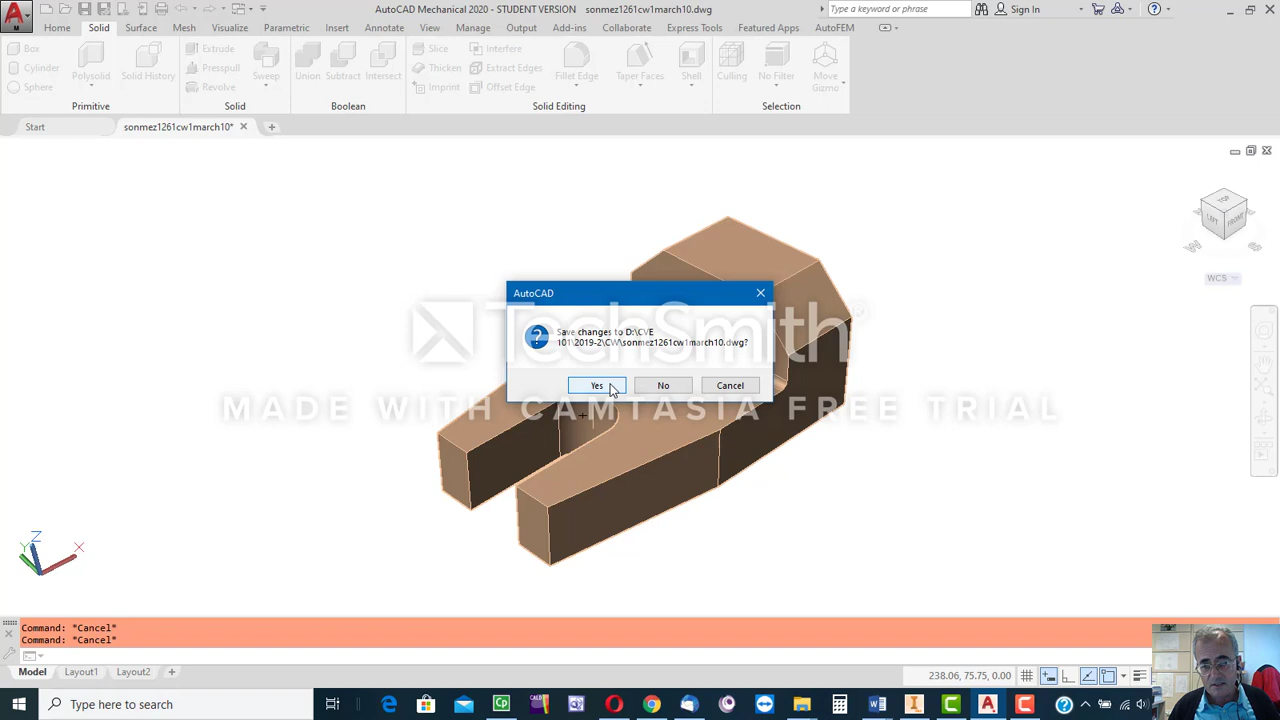 AutoCAD Mechanical 2020 - STUDENT VERSION sonmez1261cw1march10.dwg
Type a keyword or phrase
Sign In
Home Solid Surface Mesh Visualize Parametric Insert Annotate View Manage Output Add-ins Collaborate Express Tools Featured Apps AutoFEM
Box
Cylinder
Sphere
Polysolid
Solid History
Primitive
Extrude
Presspull
Revolve
Sweep
Solid
Union
Subtract
Intersect
Boolean
Slice
Thicken
Imprint
Interfere
Extract Edges
Offset Edge
Fillet Edge
Taper Faces
Shell
Solid Editing
Culling
No Filter
Move
Gizmo
Selection
Start
sonmez1261cw1march10*
TOP
LEFT
FRONT
W
S
WCS
AutoCAD
Save changes to D:\CVE
101\2019-2\CW\sonmez1261cw1march10.dwg?
Yes
No
Cancel
TechSmith®
MADE WITH CAMTASIA FREE TRIAL
Z
Y
X
Command: *Cancel*
Command: *Cancel*
Model
Layout1
Layout2
238.06, 75.75, 0.00
Type here to search